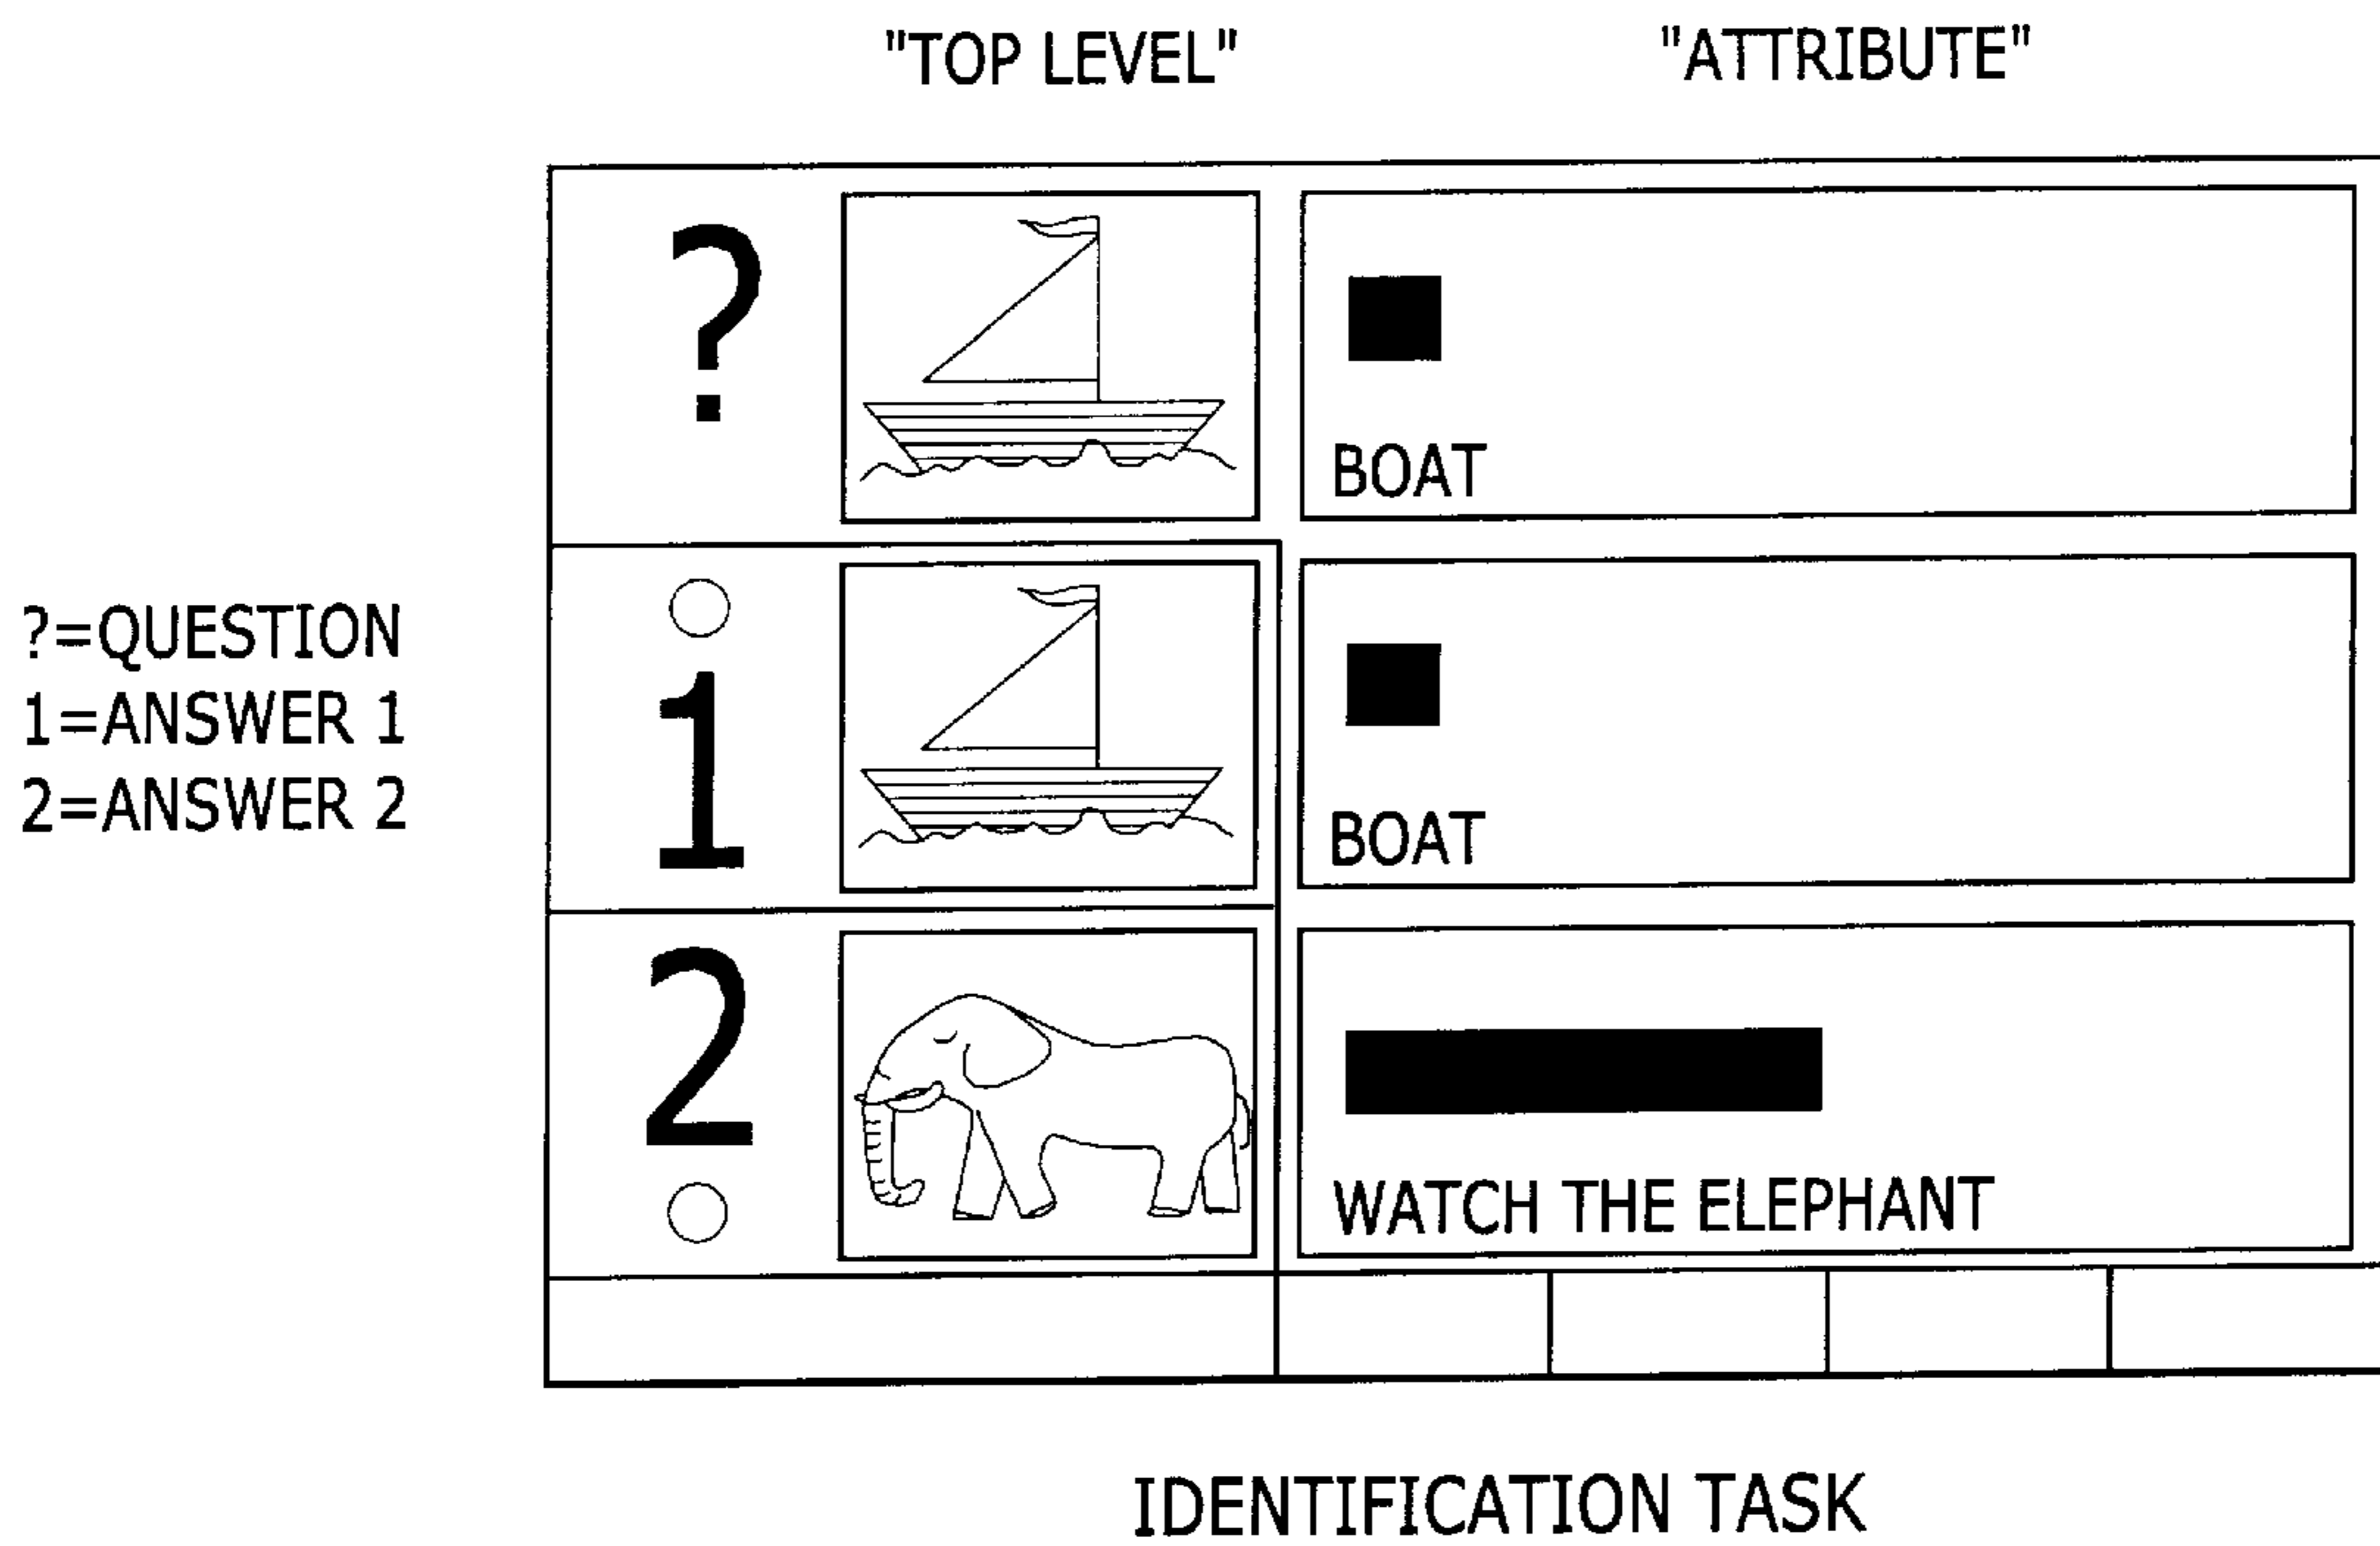 "TOP LEVEL" "ATTRIBUTE"
?
BOAT
?=QUESTION
1=ANSWER 1
2=ANSWER 2
1
BOAT
2
WATCH THE ELEPHANT
IDENTIFICATION TASK